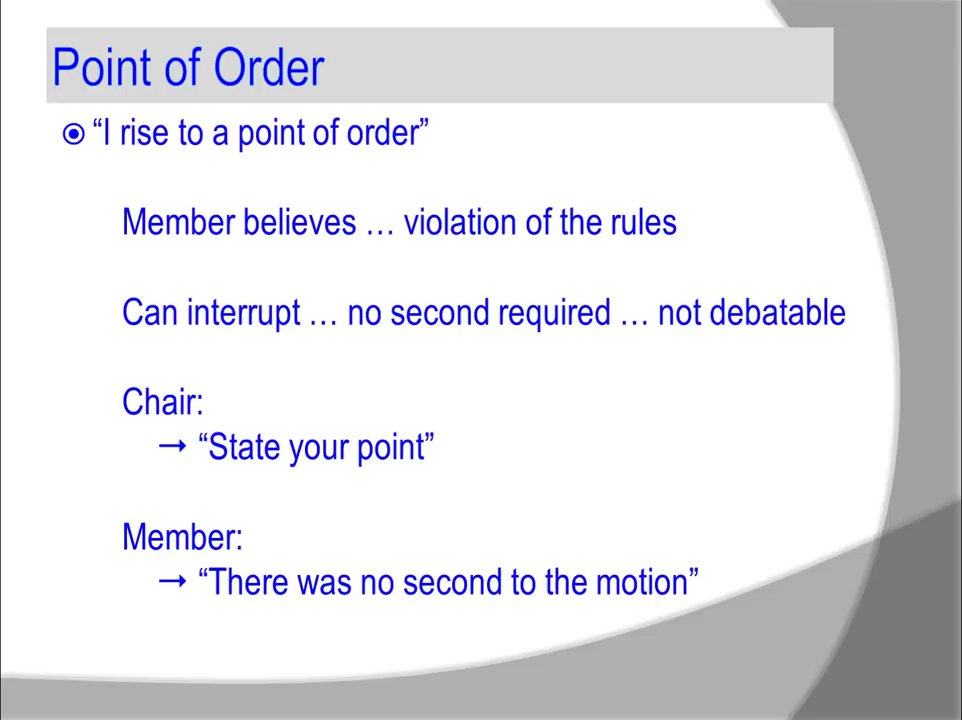 Point of Order
“I rise to a point of order”
Member believes … violation of the rules
Can interrupt … no second required … not debatable
Chair:
→ “State your point”
Member:
→ “There was no second to the motion”